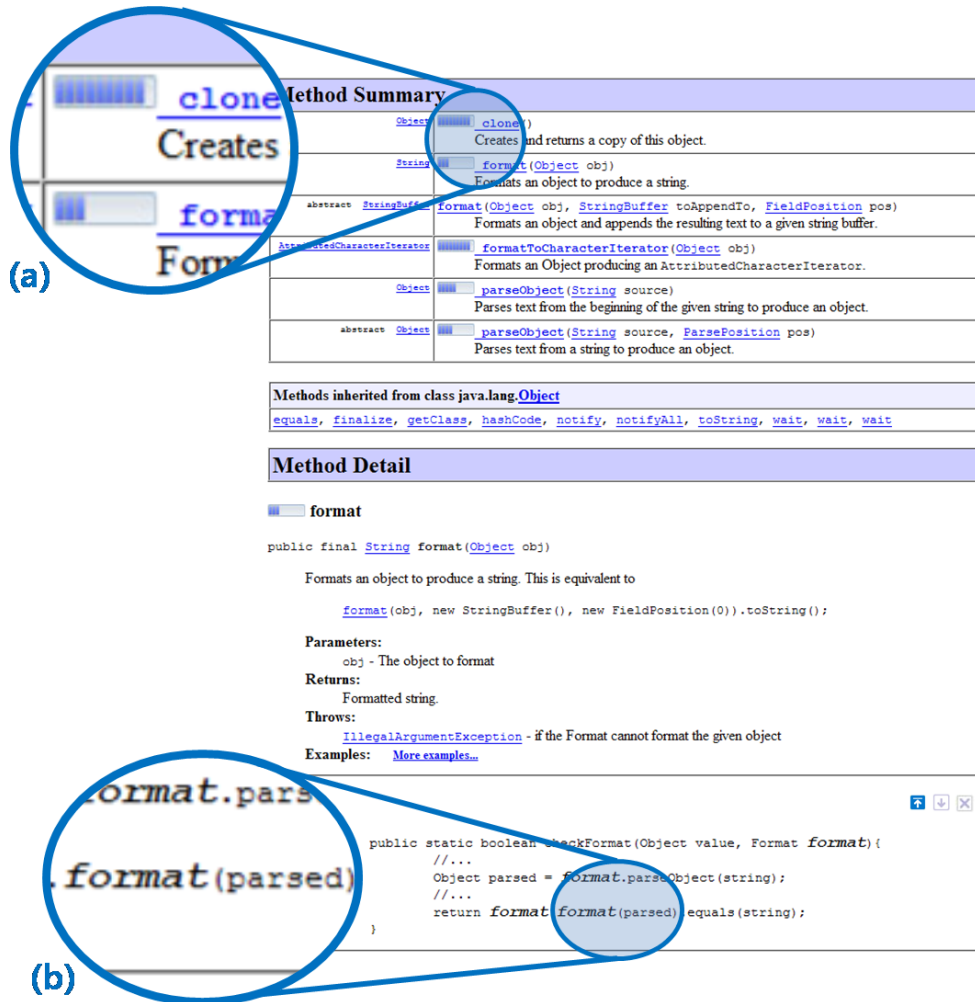 clone
Creates
forma
Form
(a)
Method Summary
Object clone()
Creates and returns a copy of this object.
String format(Object obj)
Formats an object to produce a string.
abstract StringBuffer format(Object obj, StringBuffer toAppendTo, FieldPosition pos)
Formats an object and appends the resulting text to a given string buffer.
AttributedCharacterIterator formatToCharacterIterator(Object obj)
Formats an Object producing an AttributedCharacterIterator.
Object parseObject(String source)
Parses text from the beginning of the given string to produce an object.
abstract Object parseObject(String source, ParsePosition pos)
Parses text from a string to produce an object.
Methods inherited from class java.lang.Object
equals, finalize, getClass, hashCode, notify, notifyAll, toString, wait, wait, wait
Method Detail
format
public final String format(Object obj)
Formats an object to produce a string. This is equivalent to
format(obj, new StringBuffer(), new FieldPosition(0)).toString();
Parameters:
obj - The object to format
Returns:
Formatted string.
Throws:
IllegalArgumentException - if the Format cannot format the given object
Examples: More examples...
format.pars
.format(parsed)
(b)
public static boolean checkFormat(Object value, Format format){
//...
Object parsed = format.parseObject(string);
//...
return format.format(parsed).equals(string);
}